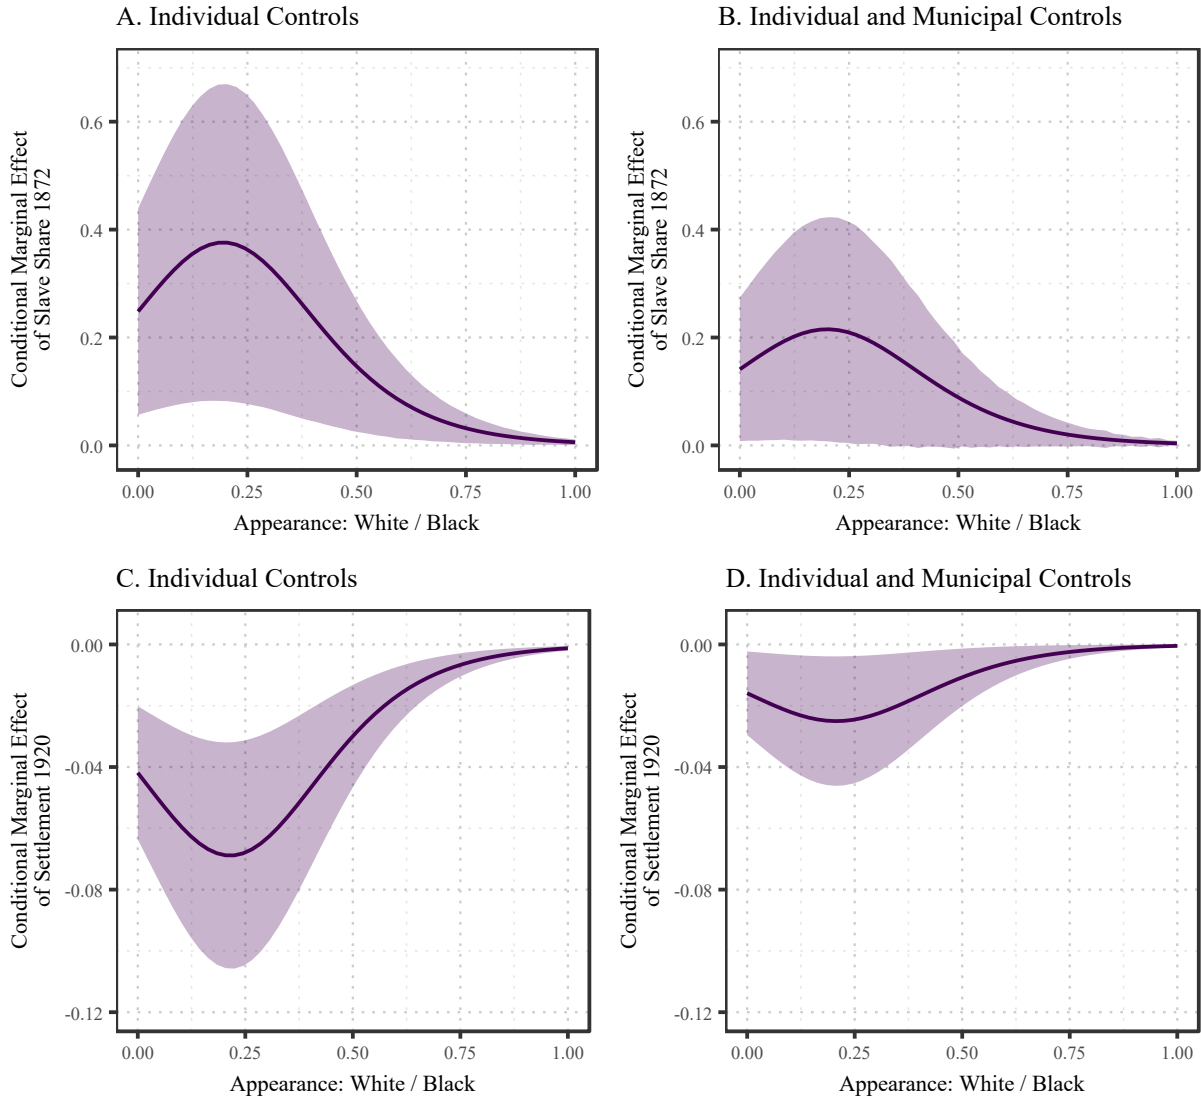 A. Individual Controls
Conditional Marginal Effect
of Slave Share 1872
0.6
0.4
0.2
0.0
0.00 0.25 0.50 0.75 1.00
Appearance: White / Black
B. Individual and Municipal Controls
Conditional Marginal Effect
of Slave Share 1872
0.6
0.4
0.2
0.0
0.00 0.25 0.50 0.75 1.00
Appearance: White / Black
C. Individual Controls
Conditional Marginal Effect
of Settlement 1920
0.00
-0.04
-0.08
-0.12
0.00 0.25 0.50 0.75 1.00
Appearance: White / Black
D. Individual and Municipal Controls
Conditional Marginal Effect
of Settlement 1920
0.00
-0.04
-0.08
-0.12
0.00 0.25 0.50 0.75 1.00
Appearance: White / Black